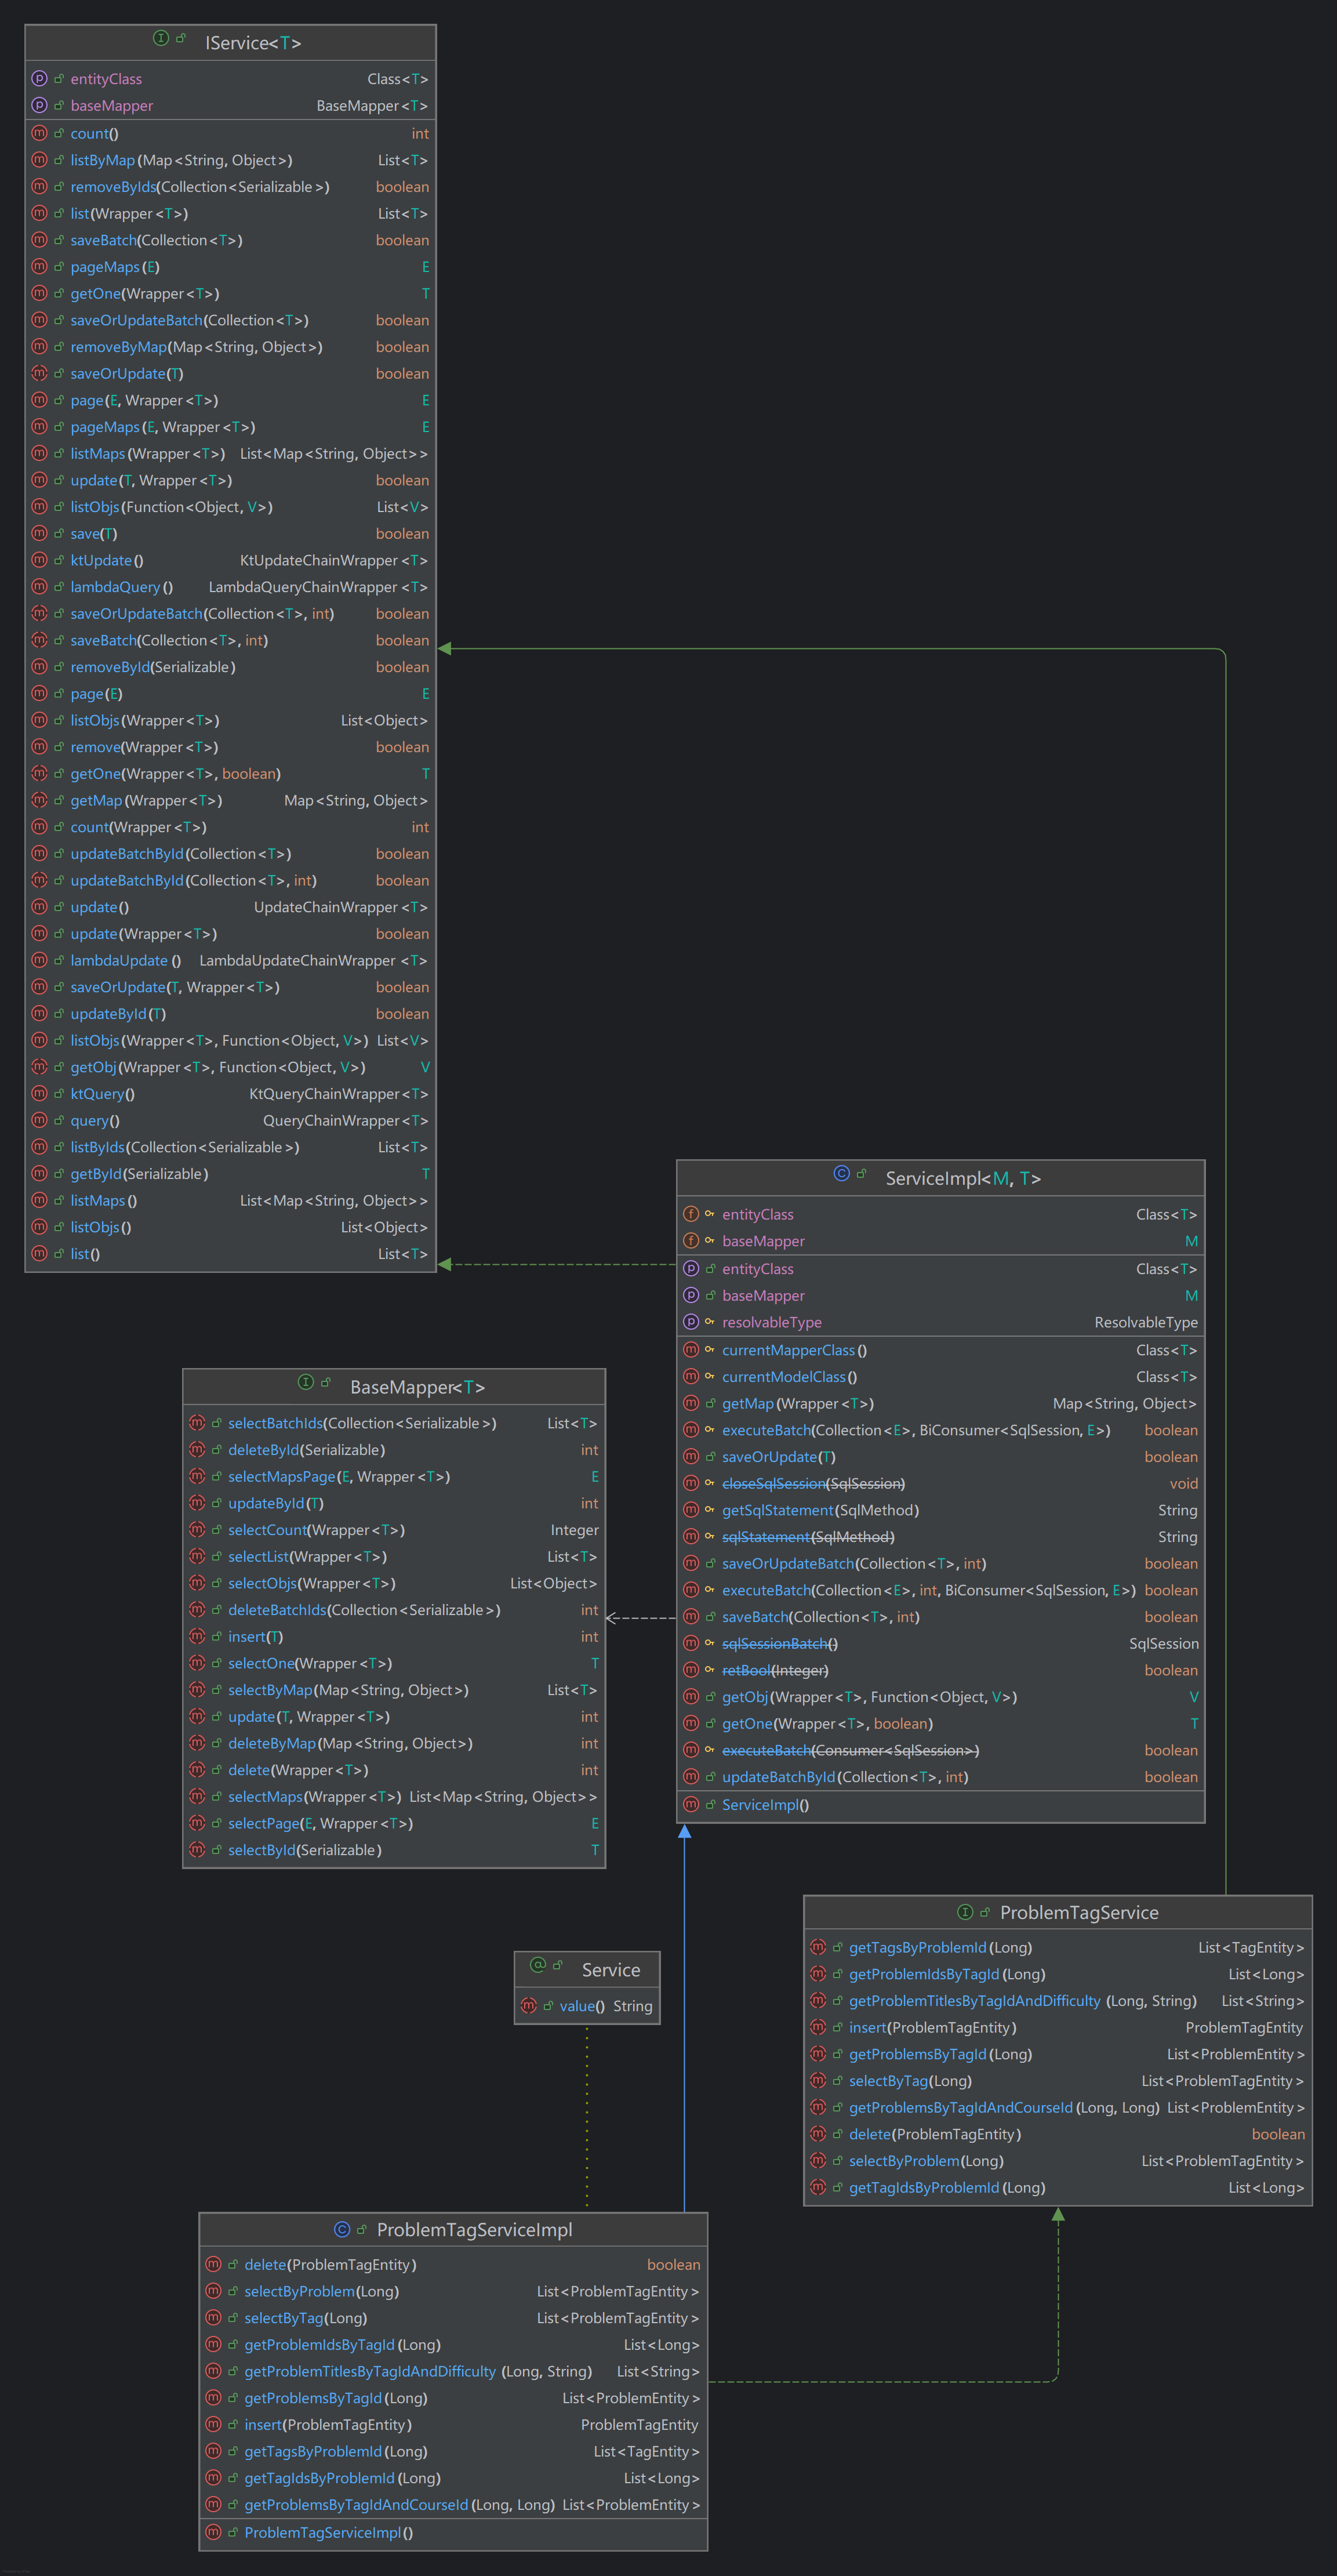 IService<T>
entityClass Class<T>
baseMapper BaseMapper<T>
count() int
listByMap(Map<String, Object>) List<T>
removeByIds(Collection<Serializable>) boolean
list(Wrapper<T>) List<T>
saveBatch(Collection<T>) boolean
pageMaps(E) E
getOne(Wrapper<T>) T
saveOrUpdateBatch(Collection<T>) boolean
removeByMap(Map<String, Object>) boolean
saveOrUpdate(T) boolean
page(E, Wrapper<T>) E
pageMaps(E, Wrapper<T>) E
listMaps(Wrapper<T>) List<Map<String, Object>>
update(T, Wrapper<T>) boolean
listObjs(Function<Object, V>) List<V>
save(T) boolean
ktUpdate() KtUpdateChainWrapper<T>
lambdaQuery() LambdaQueryChainWrapper<T>
saveOrUpdateBatch(Collection<T>, int) boolean
saveBatch(Collection<T>, int) boolean
removeById(Serializable) boolean
page(E) E
listObjs(Wrapper<T>) List<Object>
remove(Wrapper<T>) boolean
getOne(Wrapper<T>, boolean) T
getMap(Wrapper<T>) Map<String, Object>
count(Wrapper<T>) int
updateBatchById(Collection<T>) boolean
updateBatchById(Collection<T>, int) boolean
update() UpdateChainWrapper<T>
update(Wrapper<T>) boolean
lambdaUpdate() LambdaUpdateChainWrapper<T>
saveOrUpdate(T, Wrapper<T>) boolean
updateById(T) boolean
listObjs(Wrapper<T>, Function<Object, V>) List<V>
getObj(Wrapper<T>, Function<Object, V>) V
ktQuery() KtQueryChainWrapper<T>
query() QueryChainWrapper<T>
listByIds(Collection<Serializable>) List<T>
getById(Serializable) T
listMaps() List<Map<String, Object>>
listObjs() List<Object>
list() List<T>
ServiceImpl<M, T>
entityClass Class<T>
baseMapper M
entityClass Class<T>
baseMapper M
resolvableType ResolvableType
currentMapperClass() Class<T>
currentModelClass() Class<T>
getMap(Wrapper<T>) Map<String, Object>
executeBatch(Collection<E>, BiConsumer<SqlSession, E>) boolean
saveOrUpdate(T) boolean
closeSqlSession(SqlSession) void
getSqlStatement(SqlMethod) String
sqlStatement(SqlMethod) String
saveOrUpdateBatch(Collection<T>, int) boolean
executeBatch(Collection<E>, int, BiConsumer<SqlSession, E>) boolean
saveBatch(Collection<T>, int) boolean
sqlSessionBatch() SqlSession
retBool(Integer) boolean
getObj(Wrapper<T>, Function<Object, V>) V
getOne(Wrapper<T>, boolean) T
executeBatch(Consumer<SqlSession>) boolean
updateBatchById(Collection<T>, int) boolean
ServiceImpl()
BaseMapper<T>
selectBatchIds(Collection<Serializable>) List<T>
deleteById(Serializable) int
selectMapsPage(E, Wrapper<T>) E
updateById(T) int
selectCount(Wrapper<T>) Integer
selectList(Wrapper<T>) List<T>
selectObjs(Wrapper<T>) List<Object>
deleteBatchIds(Collection<Serializable>) int
insert(T) int
selectOne(Wrapper<T>) T
selectByMap(Map<String, Object>) List<T>
update(T, Wrapper<T>) int
deleteByMap(Map<String, Object>) int
delete(Wrapper<T>) int
selectMaps(Wrapper<T>) List<Map<String, Object>>
selectPage(E, Wrapper<T>) E
selectById(Serializable) T
ProblemTagService
getTagsByProblemId(Long) List<TagEntity>
getProblemIdsByTagId(Long) List<Long>
getProblemTitlesByTagIdAndDifficulty(Long, String) List<String>
insert(ProblemTagEntity) ProblemTagEntity
getProblemsByTagId(Long) List<ProblemEntity>
selectByTag(Long) List<ProblemTagEntity>
getProblemsByTagIdAndCourseId(Long, Long) List<ProblemEntity>
delete(ProblemTagEntity) boolean
selectByProblem(Long) List<ProblemTagEntity>
getTagIdsByProblemId(Long) List<Long>
Service
value() String
ProblemTagServiceImpl
delete(ProblemTagEntity) boolean
selectByProblem(Long) List<ProblemTagEntity>
selectByTag(Long) List<ProblemTagEntity>
getProblemIdsByTagId(Long) List<Long>
getProblemTitlesByTagIdAndDifficulty(Long, String) List<String>
getProblemsByTagId(Long) List<ProblemEntity>
insert(ProblemTagEntity) ProblemTagEntity
getTagsByProblemId(Long) List<TagEntity>
getTagIdsByProblemId(Long) List<Long>
getProblemsByTagIdAndCourseId(Long, Long) List<ProblemEntity>
ProblemTagServiceImpl()